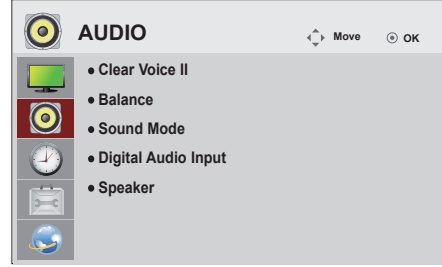 AUDIO
Move
OK
• Clear Voice II
• Balance
• Sound Mode
• Digital Audio Input
• Speaker